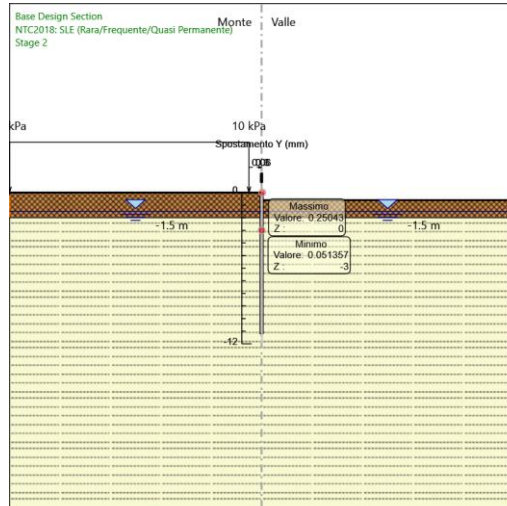 Base Design Section
NTC2018: SLE (Rara/Frequente/Quasi Permanente)
Stage 2
Monte
Valle
kPa
10 kPa
Spostamento Y (mm)
0
Massimo
Valore: 0.25043
Z : 0
-1.5 m
-1.5 m
Minimo
Valore: 0.051357
Z : -3
-12